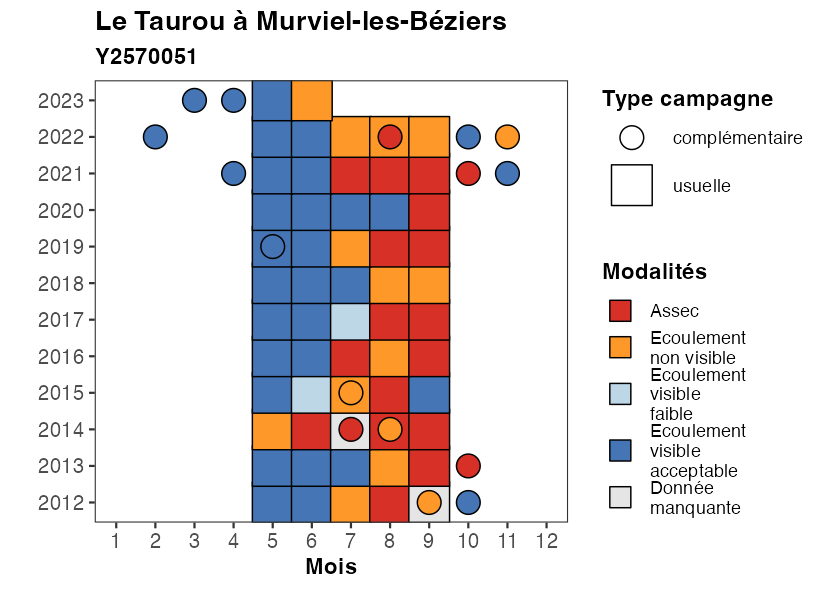 Le Taurou à Murviel-les-Béziers
Y2570051
2023
2022
2021
2020
2019
2018
2017
2016
2015
2014
2013
2012
1 2 3 4 5 6 7 8 9 10 11 12
Mois
Type campagne
complémentaire
usuelle
Modalités
Assec
Ecoulement
non visible
Ecoulement
visible
faible
Ecoulement
visible
acceptable
Donnée
manquante